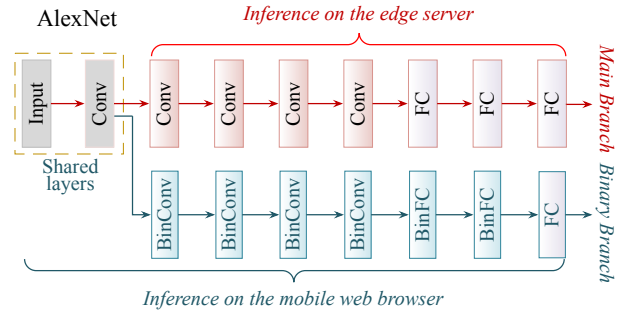 AlexNet
Inference on the edge server
Input
Conv
Conv
Conv
Conv
Conv
FC
FC
FC
Main Branch
Shared
layers
BinConv
BinConv
BinConv
BinConv
BinFC
BinFC
FC
Binary Branch
Inference on the mobile web browser